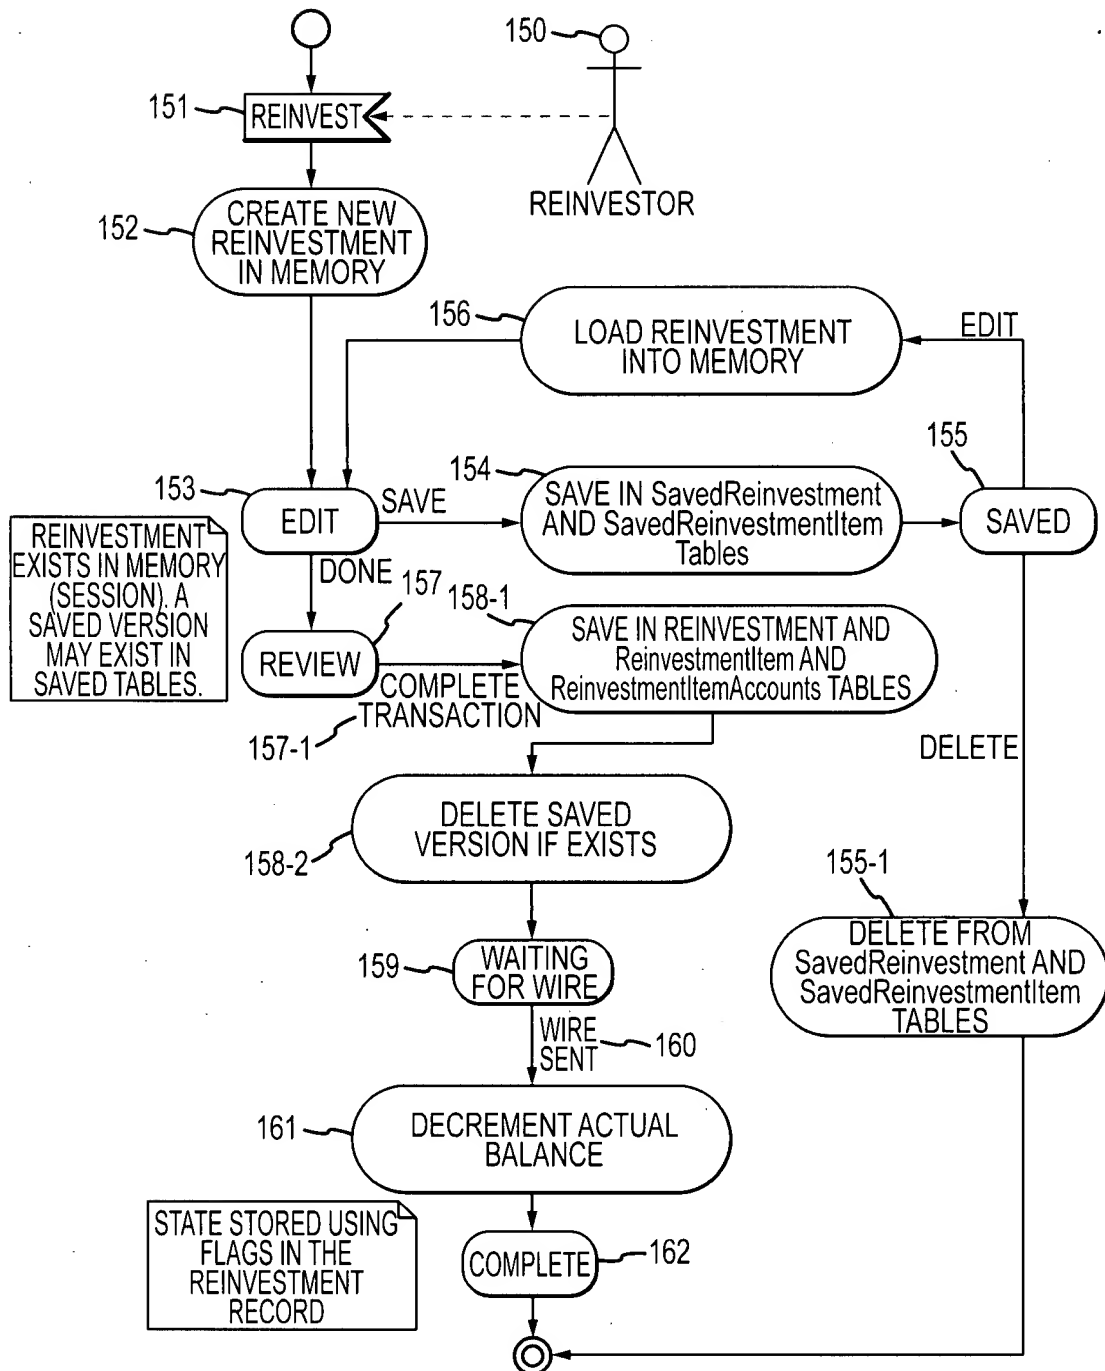 150
151
REINVEST
REINVESTOR
152
CREATE NEW
REINVESTMENT
IN MEMORY
156
LOAD REINVESTMENT
INTO MEMORY
EDIT
153
EDIT
SAVE
154
SAVE IN SavedReinvestment
AND SavedReinvestmentItem
Tables
155
SAVED
REINVESTMENT
EXISTS IN MEMORY
(SESSION). A
SAVED VERSION
MAY EXIST IN
SAVED TABLES.
DONE
157
REVIEW
COMPLETE
TRANSACTION
157-1
158-1
SAVE IN REINVESTMENT AND
ReinvestmentItem AND
ReinvestmentItemAccounts TABLES
DELETE
DELETE SAVED
VERSION IF EXISTS
158-2
155-1
DELETE FROM
SavedReinvestment AND
SavedReinvestmentItem
TABLES
159
WAITING
FOR WIRE
WIRE
SENT
160
161
DECREMENT ACTUAL
BALANCE
STATE STORED USING
FLAGS IN THE
REINVESTMENT
RECORD
COMPLETE
162